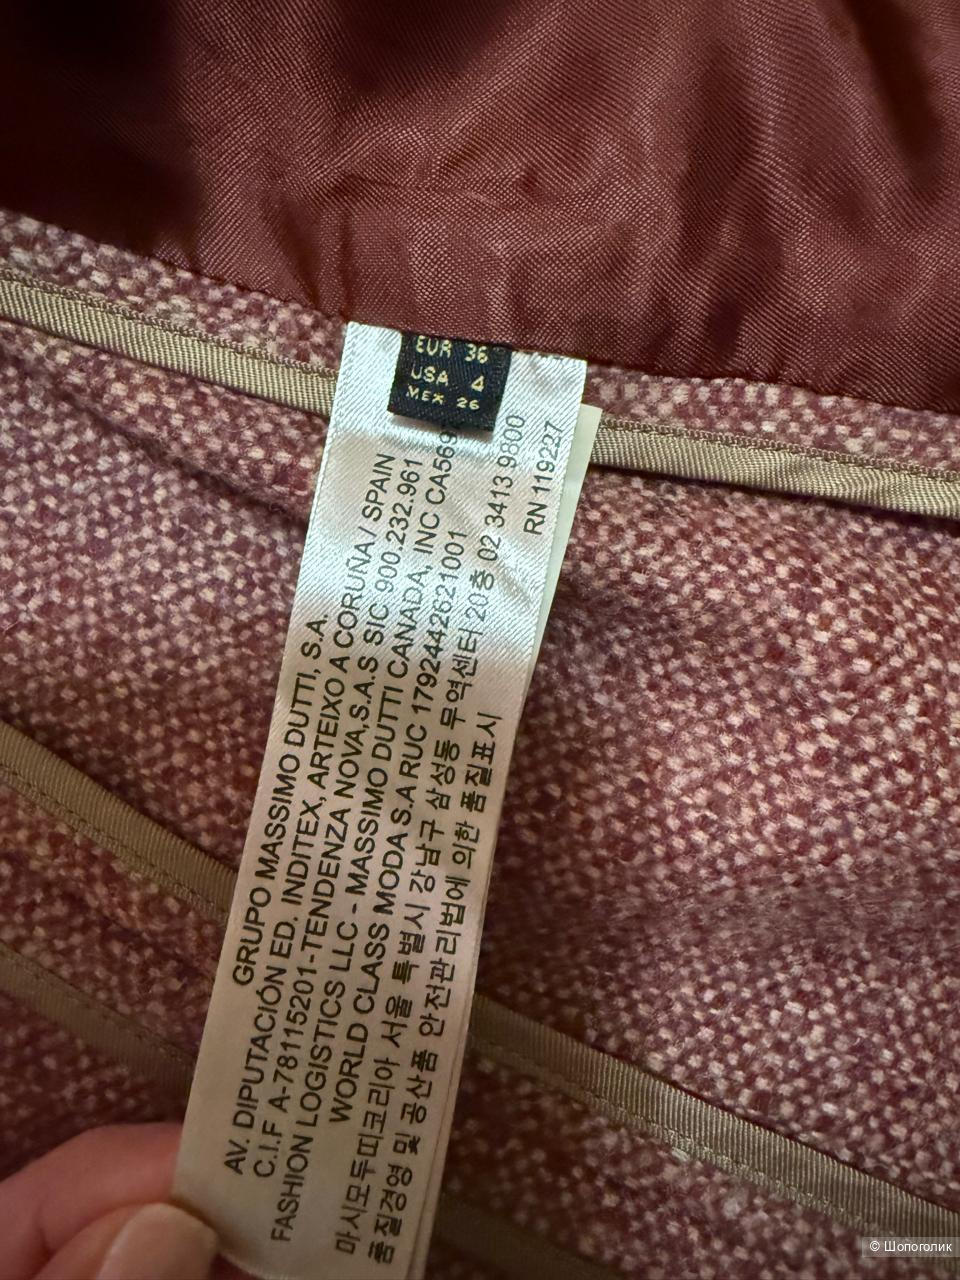 EUR 36
USA 4
MEX 26
GRUPO MASSIMO DUTTI, S.A.
AV. DIPUTACIÓN ED. INDITEX, ARTEIXO A CORUÑA / SPAIN
C.I.F A-78115201-TENDENZA NOVA,S.A.S SIC 900.232.961
FASHION LOGISTICS LLC - MASSIMO DUTTI CANADA, INC CA569
WORLD CLASS MODA S.A RUC 1792442621001
마시모두띠코리아 서울 특별시 강남구 삼성동 무역센터 20층 02 3413 9800
품질경영 및 공산품 안전관리법에 의한 품질표시
RN 119227
© Шопоголик